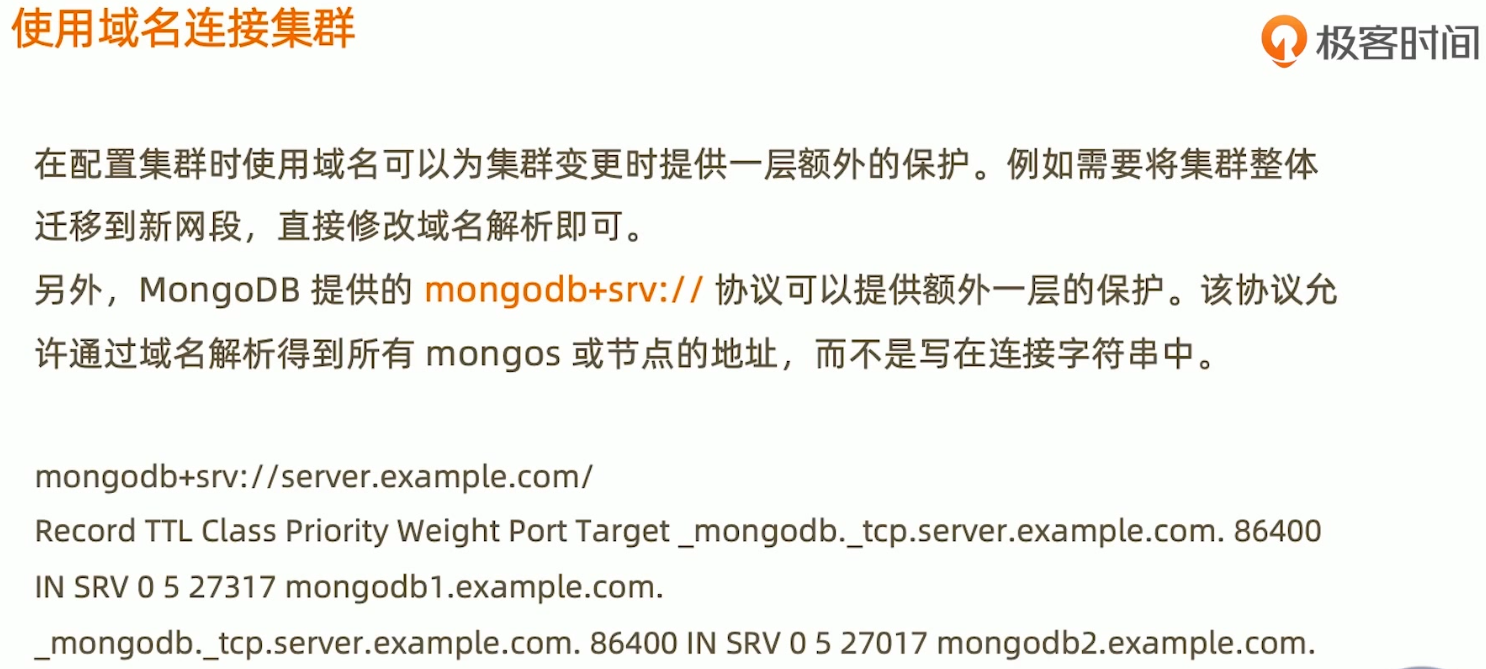 使用域名连接集群
极客时间
在配置集群时使用域名可以为集群变更时提供一层额外的保护。例如需要将集群整体
迁移到新网段，直接修改域名解析即可。
另外，MongoDB 提供的 mongodb+srv:// 协议可以提供额外一层的保护。该协议允
许通过域名解析得到所有 mongos 或节点的地址，而不是写在连接字符串中。
mongodb+srv://server.example.com/
Record TTL Class Priority Weight Port Target _mongodb._tcp.server.example.com. 86400
IN SRV 0 5 27317 mongodb1.example.com.
_mongodb._tcp.server.example.com. 86400 IN SRV 0 5 27017 mongodb2.example.com.